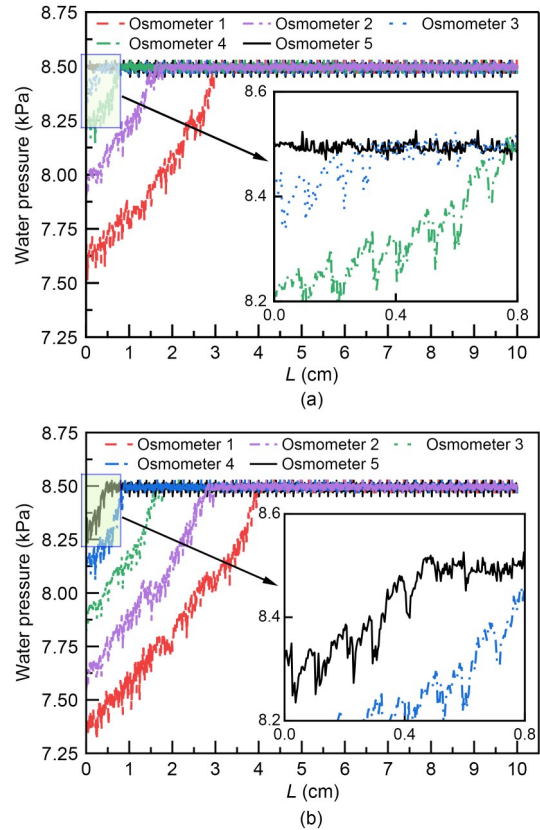 Osmometer 1 Osmometer 2 Osmometer 3
Osmometer 4 Osmometer 5
8.75
8.50
8.25
8.00
7.75
7.50
7.25
Water pressure (kPa)
8.6
8.4
8.2
0.0 0.4 0.8
0 1 2 3 4 5 6 7 8 9 10
L (cm)
(a)
Osmometer 1 Osmometer 2 Osmometer 3
Osmometer 4 Osmometer 5
8.75
8.50
8.25
8.00
7.75
7.50
7.25
Water pressure (kPa)
8.6
8.4
8.2
0.0 0.4 0.8
0 1 2 3 4 5 6 7 8 9 10
L (cm)
(b)